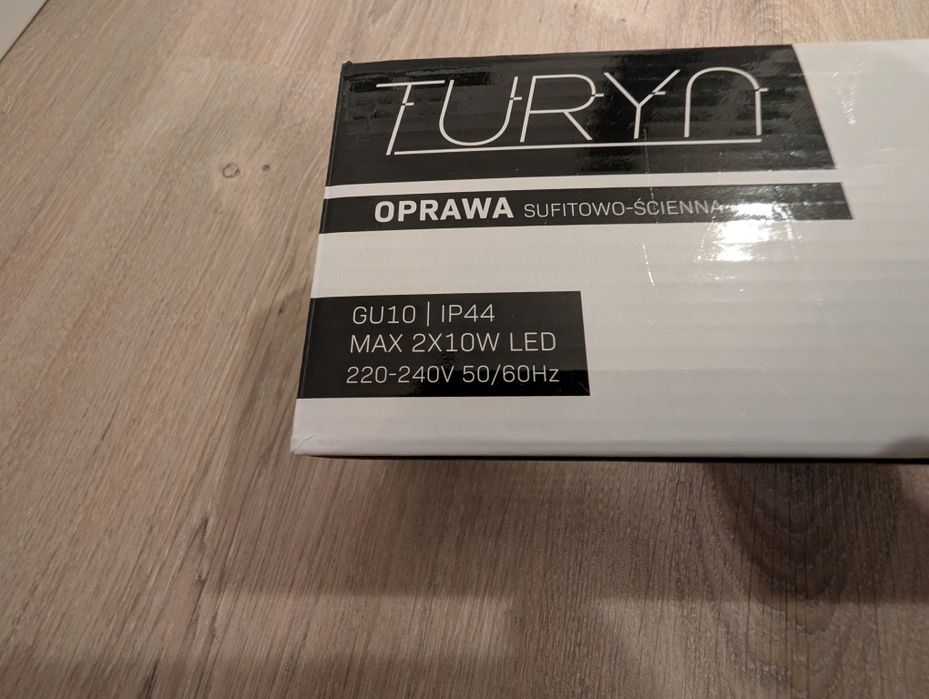 TURYN
OPRAWA SUFITOWO-ŚCIENNA
GU10 | IP44
MAX 2X10W LED
220-240V 50/60Hz